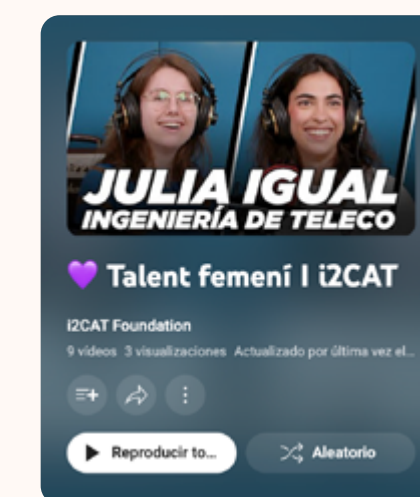 JULIA IGUAL
INGENIERÍA DE TELECO
💜 Talent femení I i2CAT
i2CAT Foundation
9 vídeos 3 visualizaciones Actualizado por última vez el...
Reproducir to...
Aleatorio